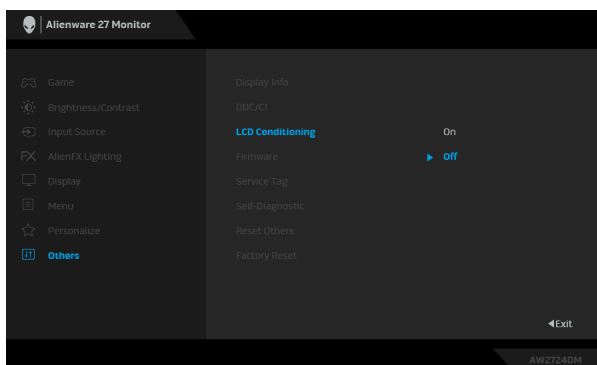 Alienware 27 Monitor
Game
Display Info
Brightness/Contrast
DDC/CI
Input Source
LCD Conditioning
On
AlienFX Lighting
Firmware
Off
Display
Service Tag
Menu
Self-Diagnostic
Personalize
Reset Others
Others
Factory Reset
Exit
AW2724DM